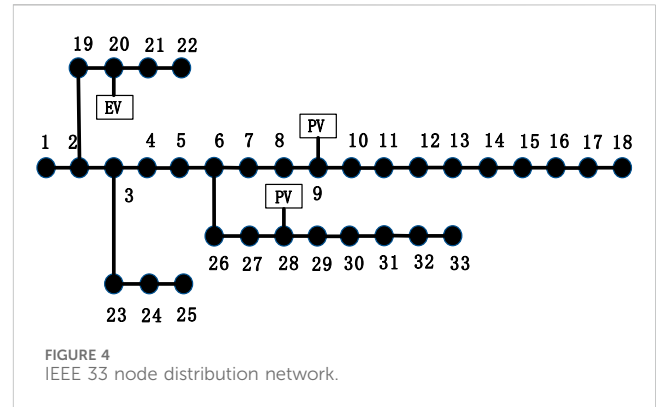 19 20 21 22
EV
PV
1 2 4 5 6 7 8 10 11 12 13 14 15 16 17 18
3 PV 9
26 27 28 29 30 31 32 33
23 24 25
FIGURE 4
IEEE 33 node distribution network.